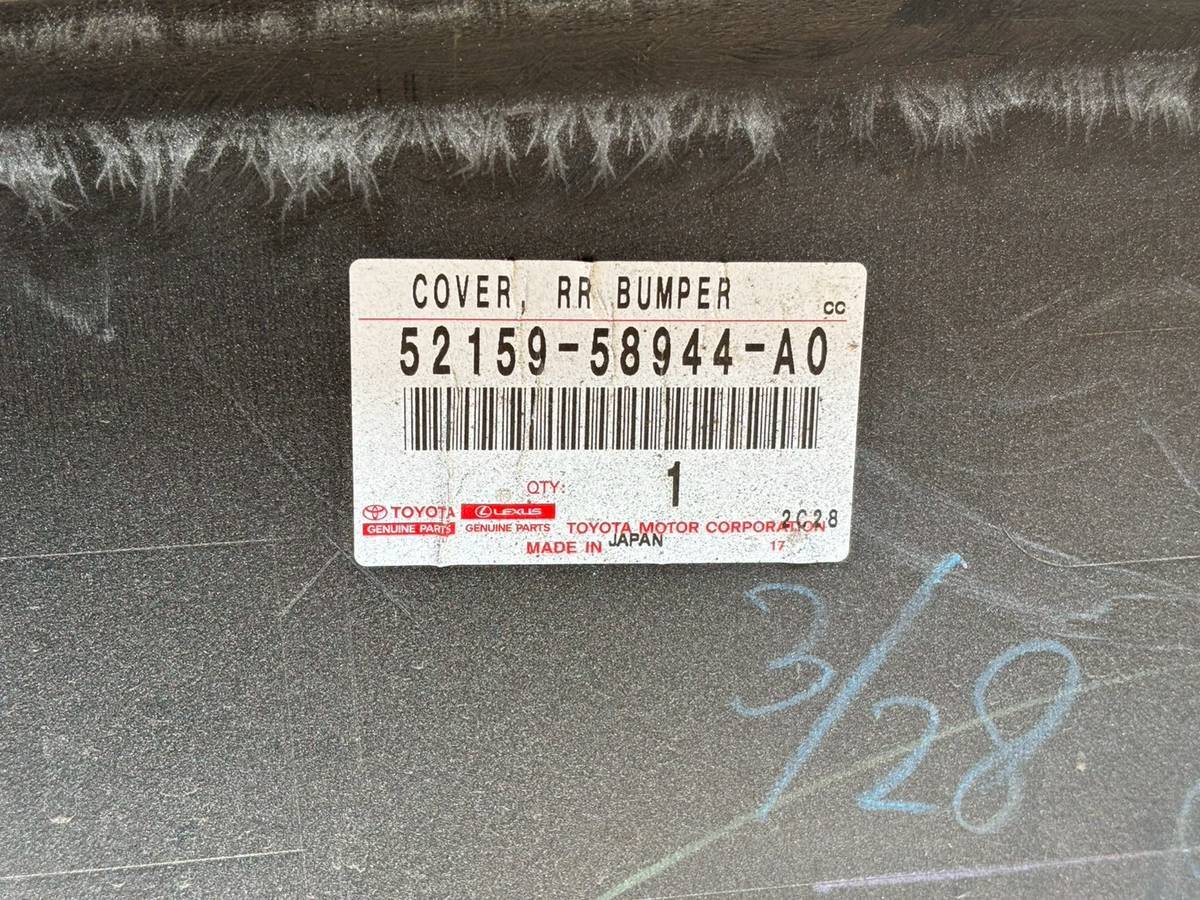 COVER, RR BUMPER
CC
52159-58944-A0
QTY: 1
TOYOTA LEXUS
GENUINE PARTS GENUINE PARTS TOYOTA MOTOR CORPORATION 2C28
MADE IN JAPAN 17
3/28